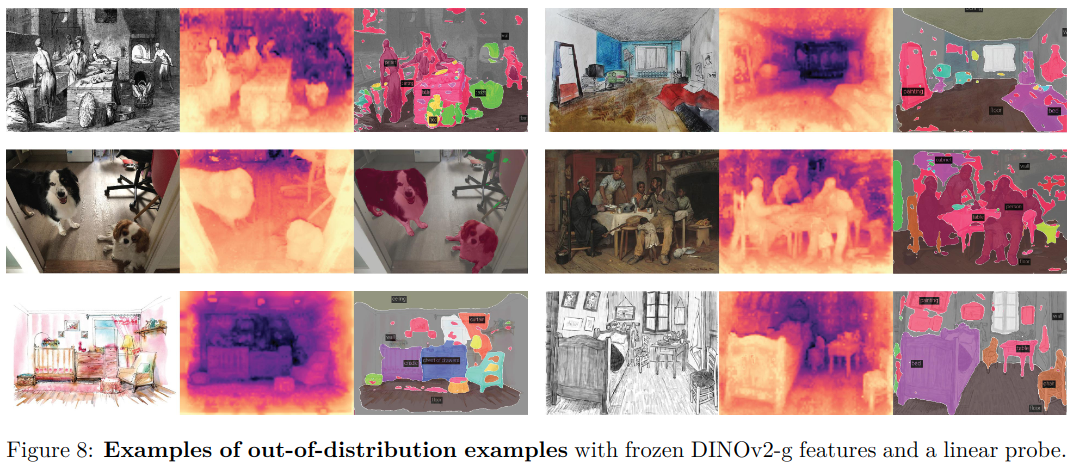 painting
floor
bed
cabinet
wall
table
person
floor
ceiling
curtain
wall
chest of drawers
floor
painting
wall
table
bed
chair
floor
Figure 8: Examples of out-of-distribution examples with frozen DINOv2-g features and a linear probe.